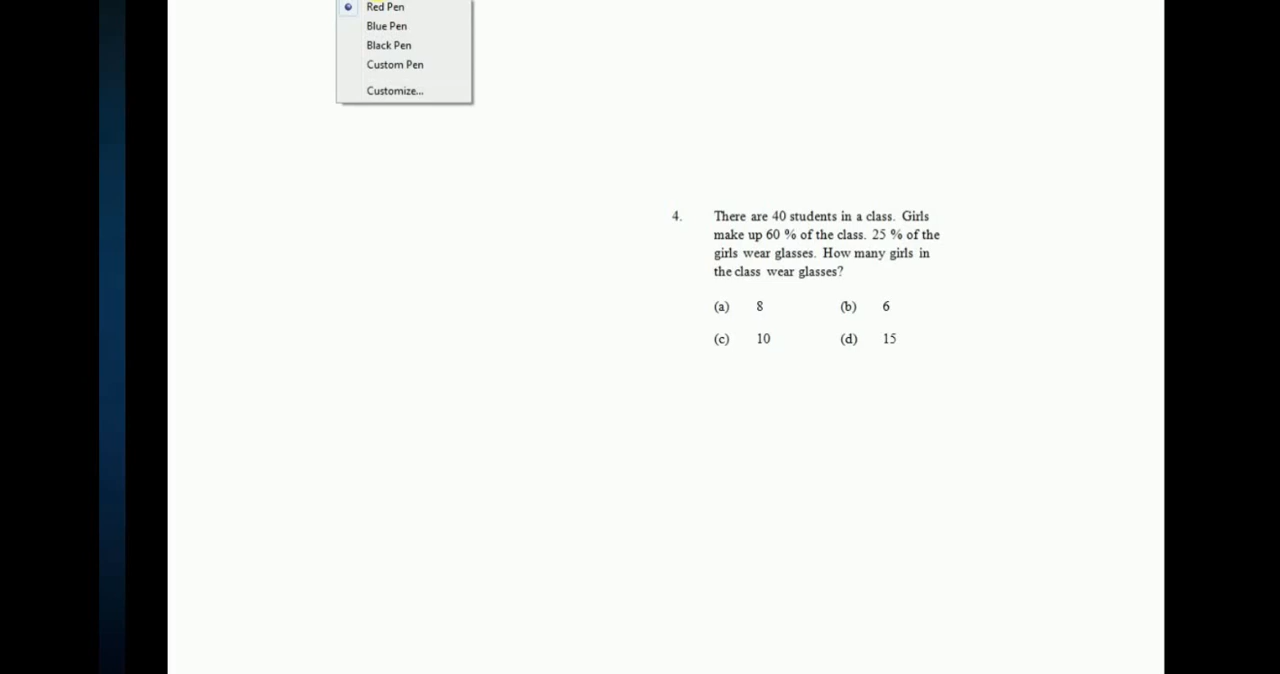 Red Pen
Blue Pen
Black Pen
Custom Pen
Customize...
4. There are 40 students in a class. Girls
make up 60 % of the class. 25 % of the
girls wear glasses. How many girls in
the class wear glasses?
(a) 8 (b) 6
(c) 10 (d) 15